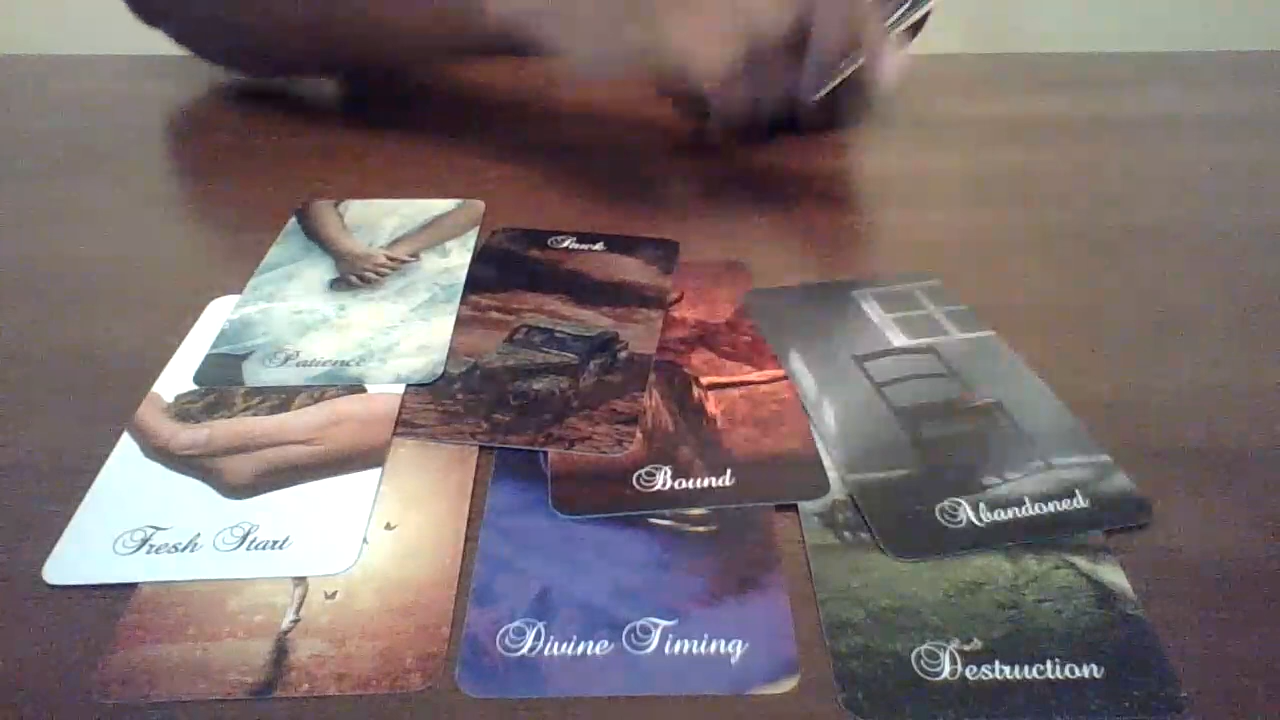 Patience
Bound
Abandoned
Fresh Start
Divine Timing
Destruction